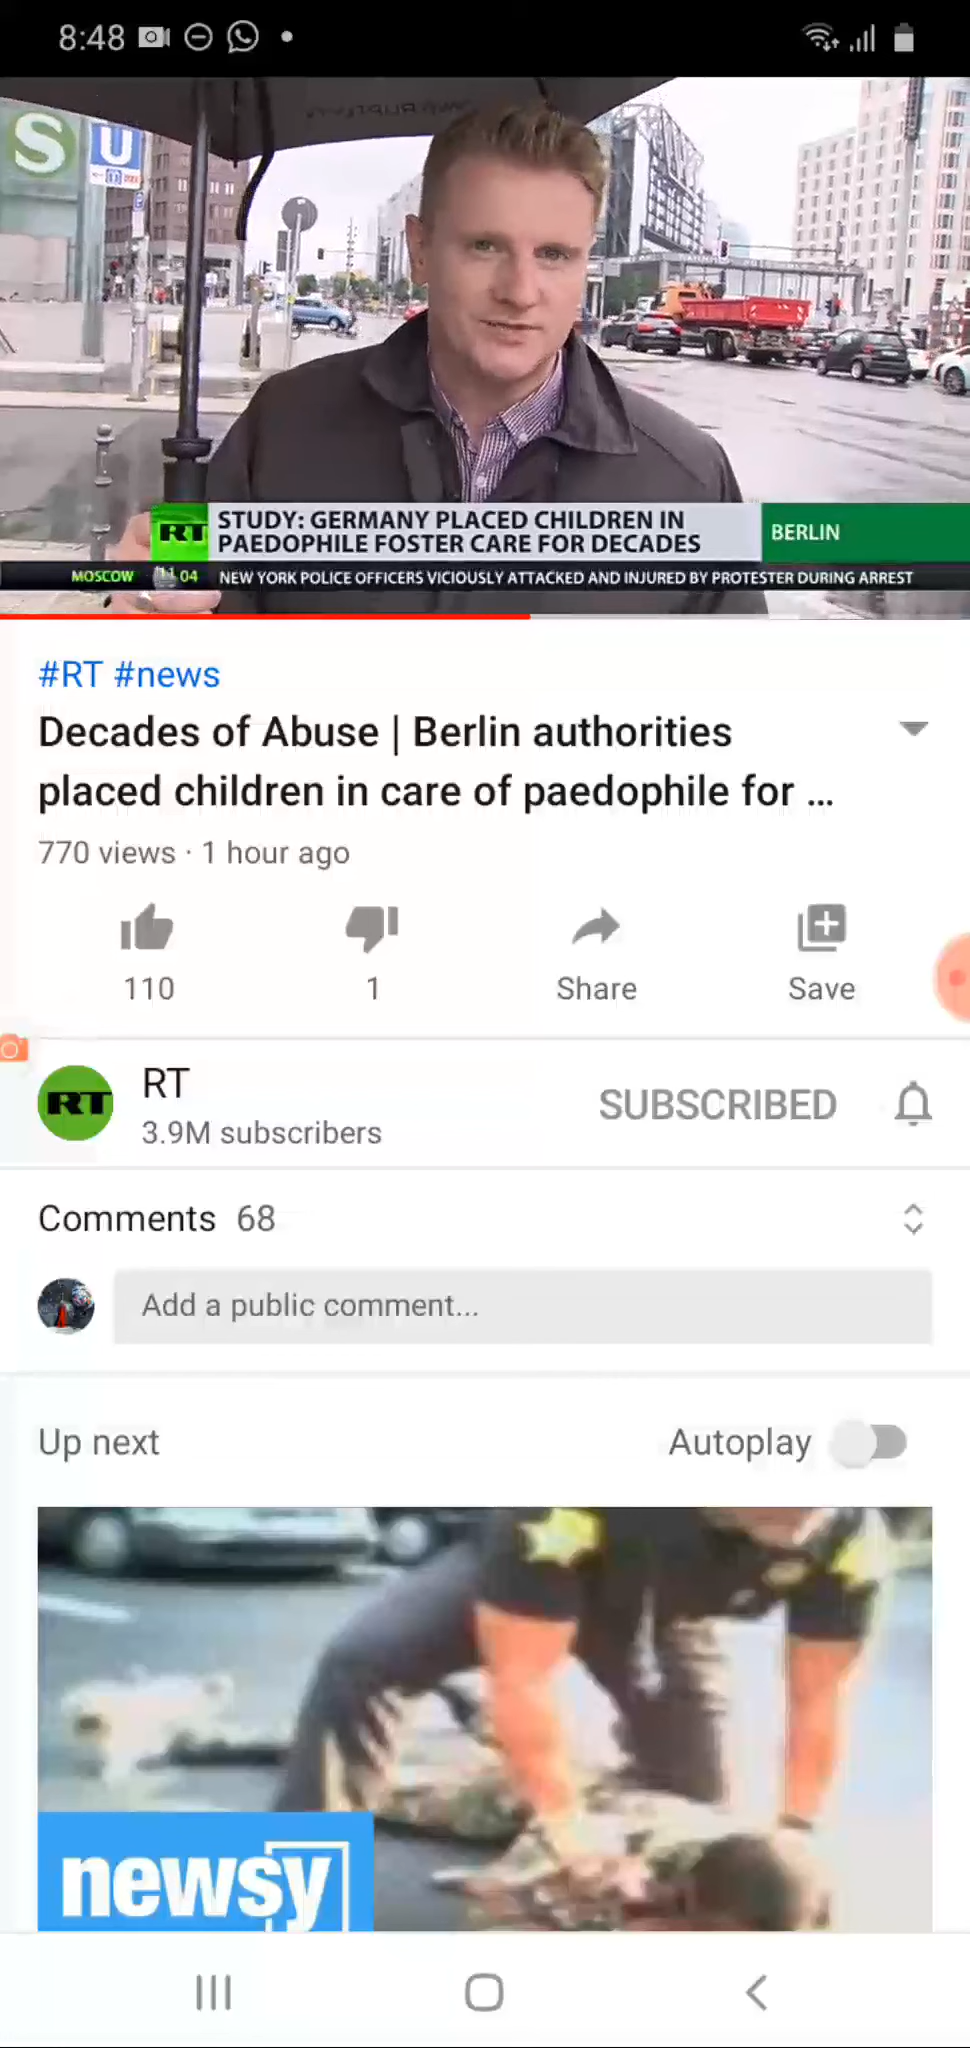 8:48
S
U
RT
STUDY: GERMANY PLACED CHILDREN IN
PAEDOPHILE FOSTER CARE FOR DECADES
BERLIN
MOSCOW 11 04 NEW YORK POLICE OFFICERS VICIOUSLY ATTACKED AND INJURED BY PROTESTER DURING ARREST
#RT #news
Decades of Abuse | Berlin authorities
placed children in care of paedophile for ...
770 views · 1 hour ago
110
1
Share
Save
RT
RT
3.9M subscribers
SUBSCRIBED
Comments 68
Add a public comment...
Up next
Autoplay
newsy